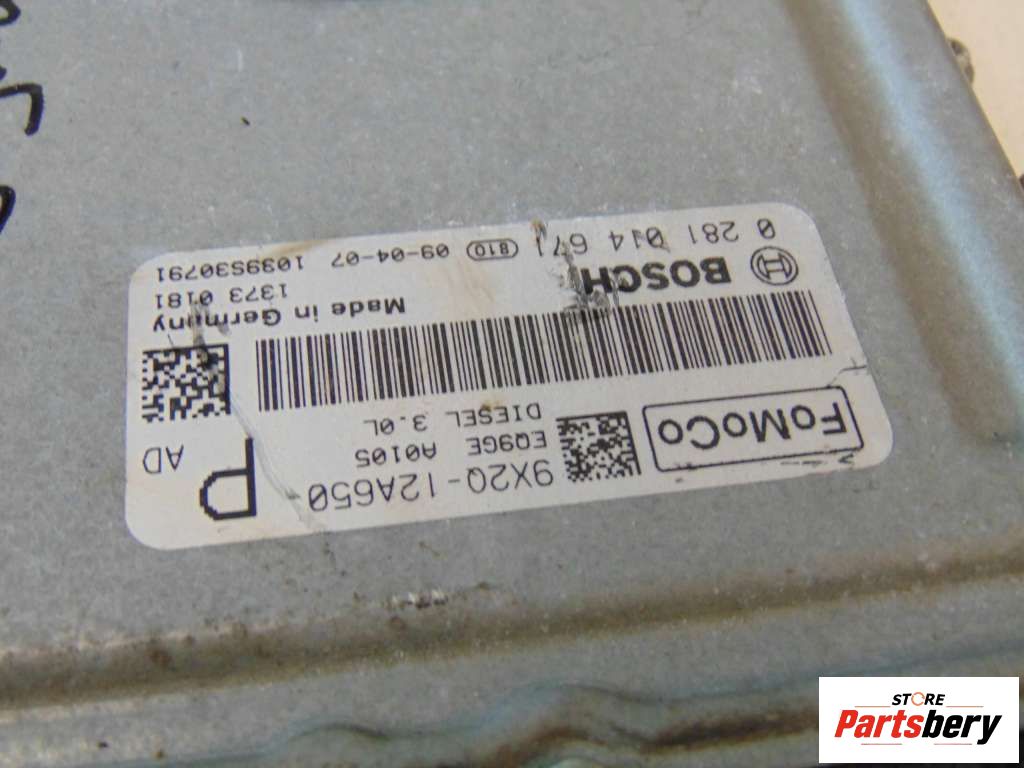 FoMoCo
9X2Q-12A650
P
AD
EQ9GE A0105
DIESEL 3.0L
BOSCH
Made in Germany
1373 0181
0 281 014 671
810
09-04-07
1039S30791
STORE
Partsbery